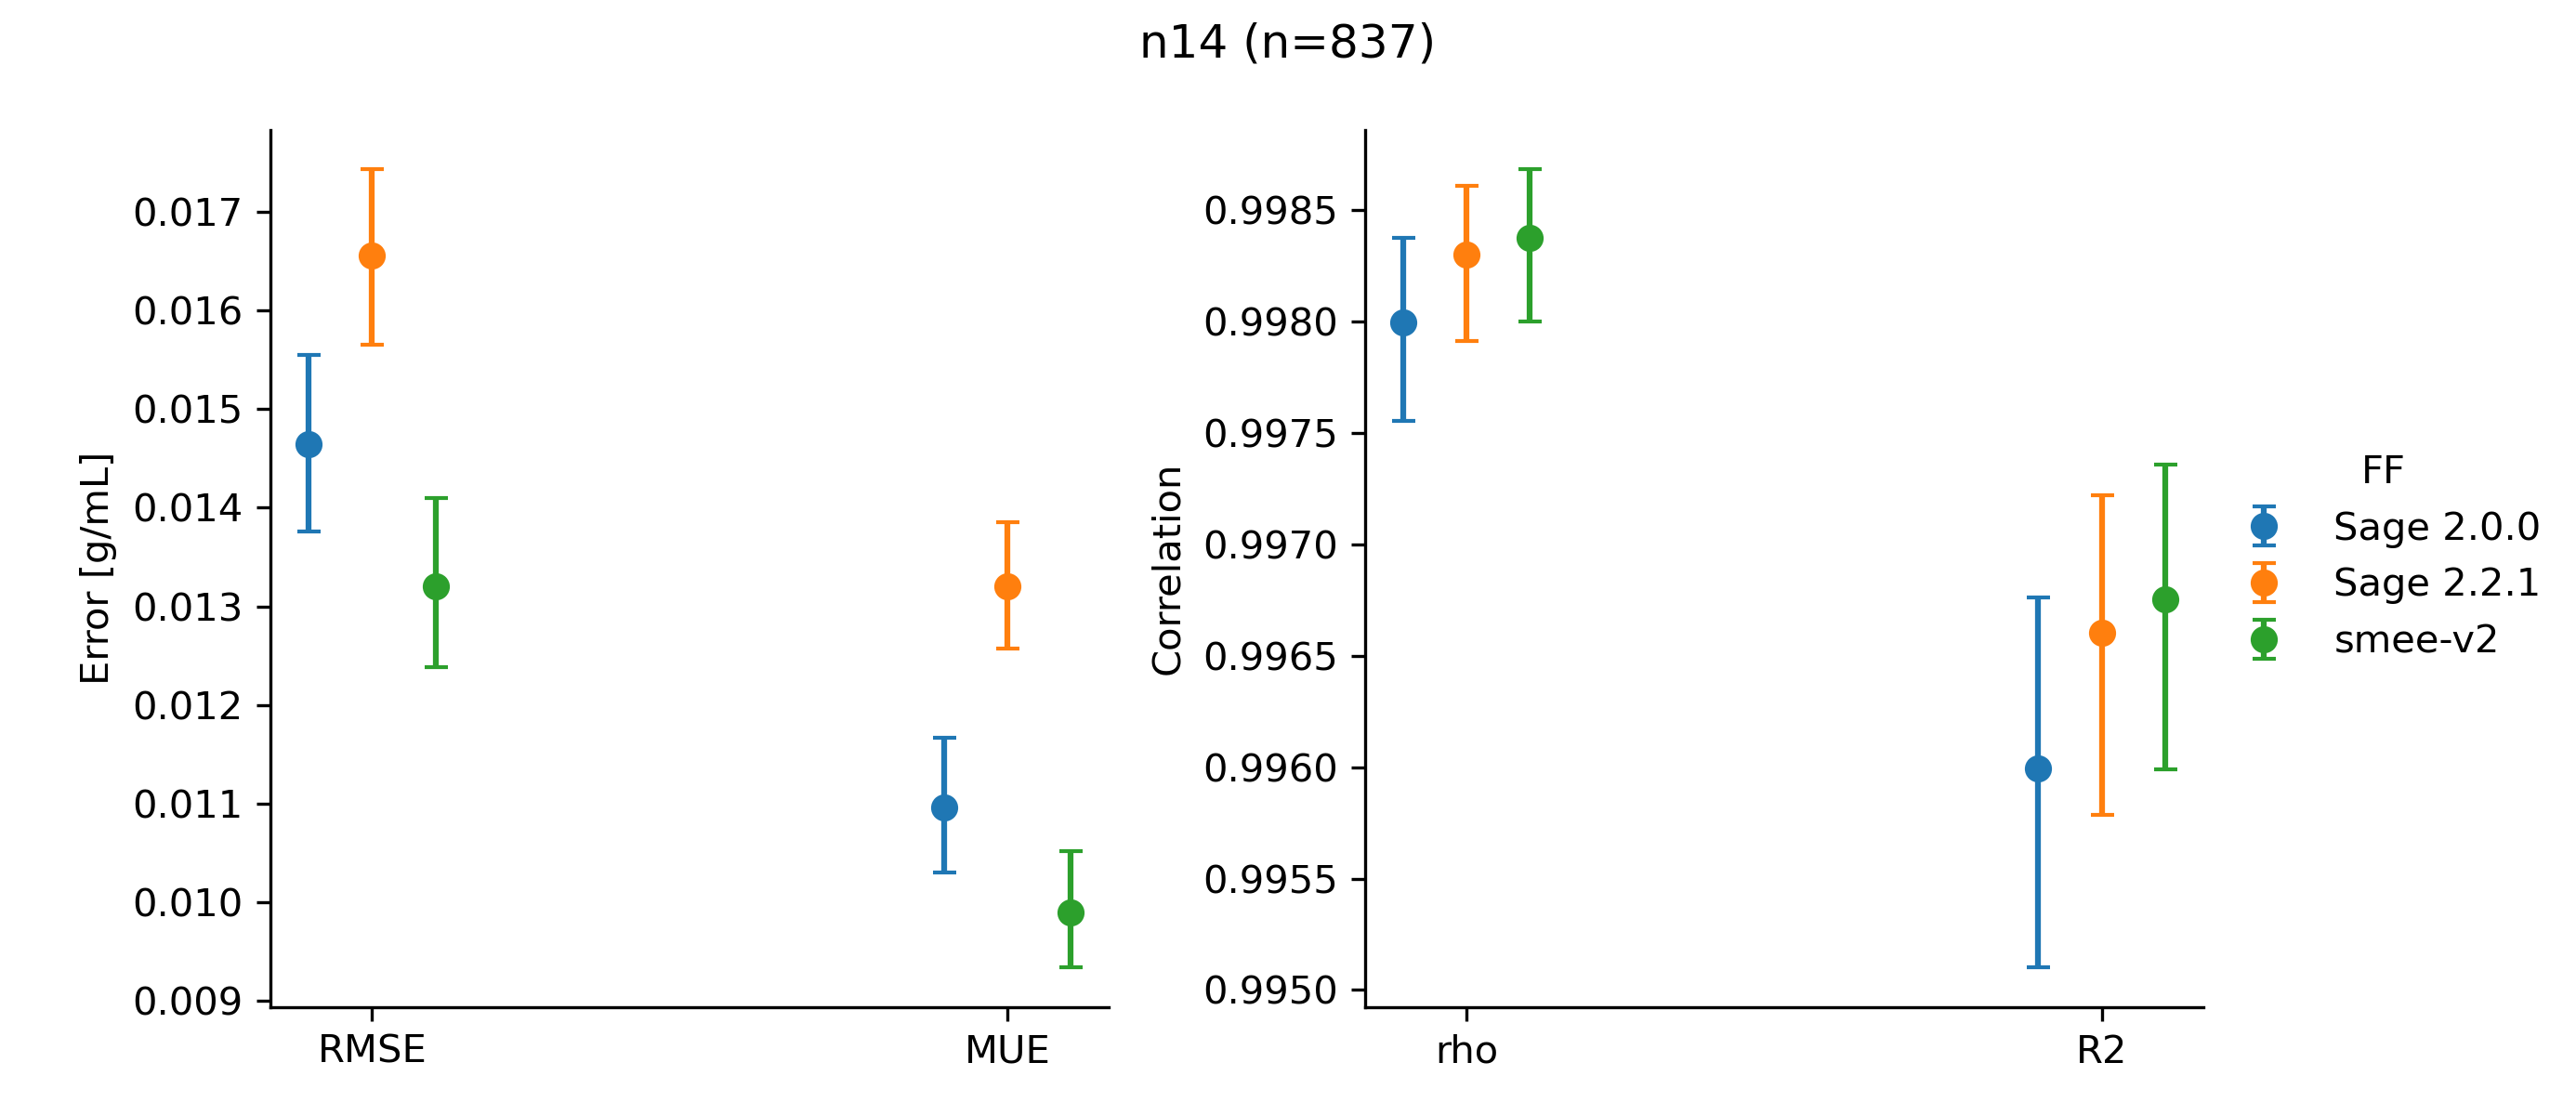 n14 (n=837)
Error [g/mL]
0.017
0.016
0.015
0.014
0.013
0.012
0.011
0.010
0.009
RMSE
MUE
Correlation
0.9985
0.9980
0.9975
0.9970
0.9965
0.9960
0.9955
0.9950
rho
R2
FF
Sage 2.0.0
Sage 2.2.1
smee-v2